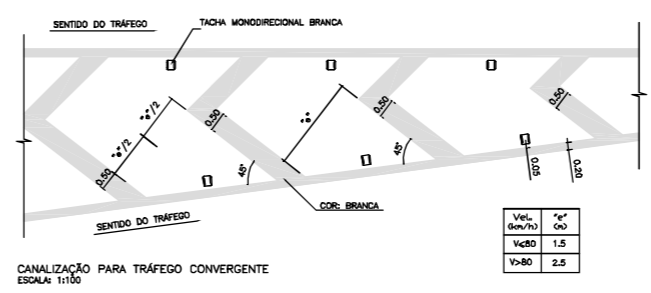 SENTIDO DO TRÁFEGO
TACHA MONODIRECIONAL BRANCA
"e"/2
"e"/2
0.50
0.50
"e"
0.50
0.50
45°
45°
0.05
0.20
COR: BRANCA
SENTIDO DO TRÁFEGO
Vel. "e"
(km/h) (m)
V≤80 1.5
V>80 2.5
CANALIZAÇÃO PARA TRÁFEGO CONVERGENTE
ESCALA: 1:100